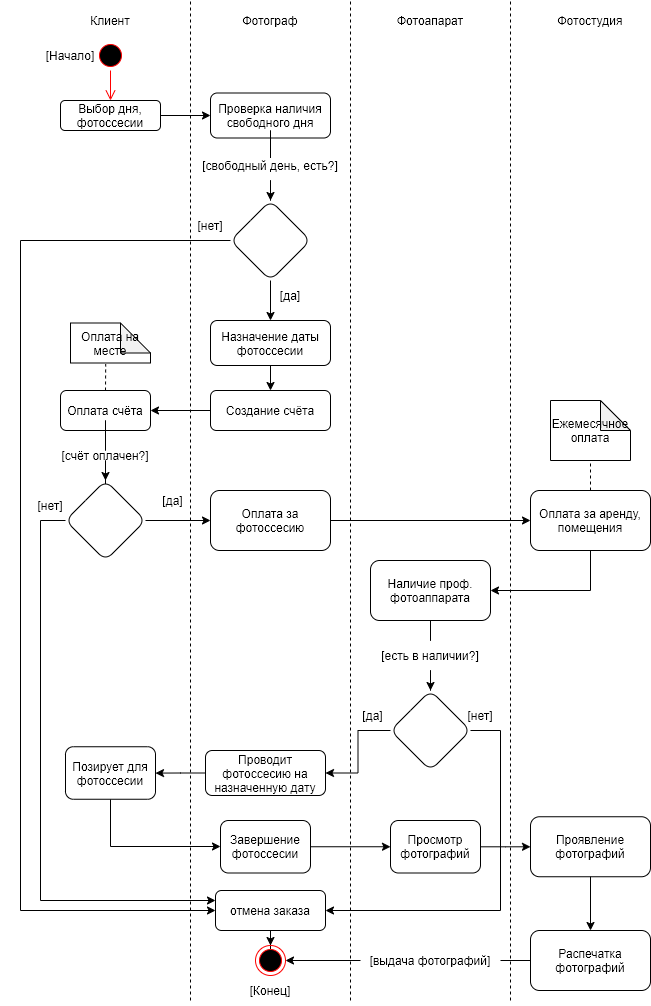 Клиент
Фотограф
Фотоапарат
Фотостудия
[Начало]
Выбор дня,
фотоссесии
Проверка наличия
свободного дня
[свободный день, есть?]
[нет]
[да]
Оплата на
месте
Назначение даты
фотоссесии
Оплата счёта
Создание счёта
Ежемесячное
оплата
[счёт оплачен?]
[нет]
[да]
Оплата за
фотоссесию
Оплата за аренду,
помещения
Наличие проф.
фотоаппарата
[есть в наличии?]
[да]
[нет]
Позирует для
фотоссесии
Проводит
фотоссесию на
назначенную дату
Завершение
фотоссесии
Просмотр
фотографий
Проявление
фотографий
отмена заказа
[выдача фотографий]
Распечатка
фотографий
[Конец]